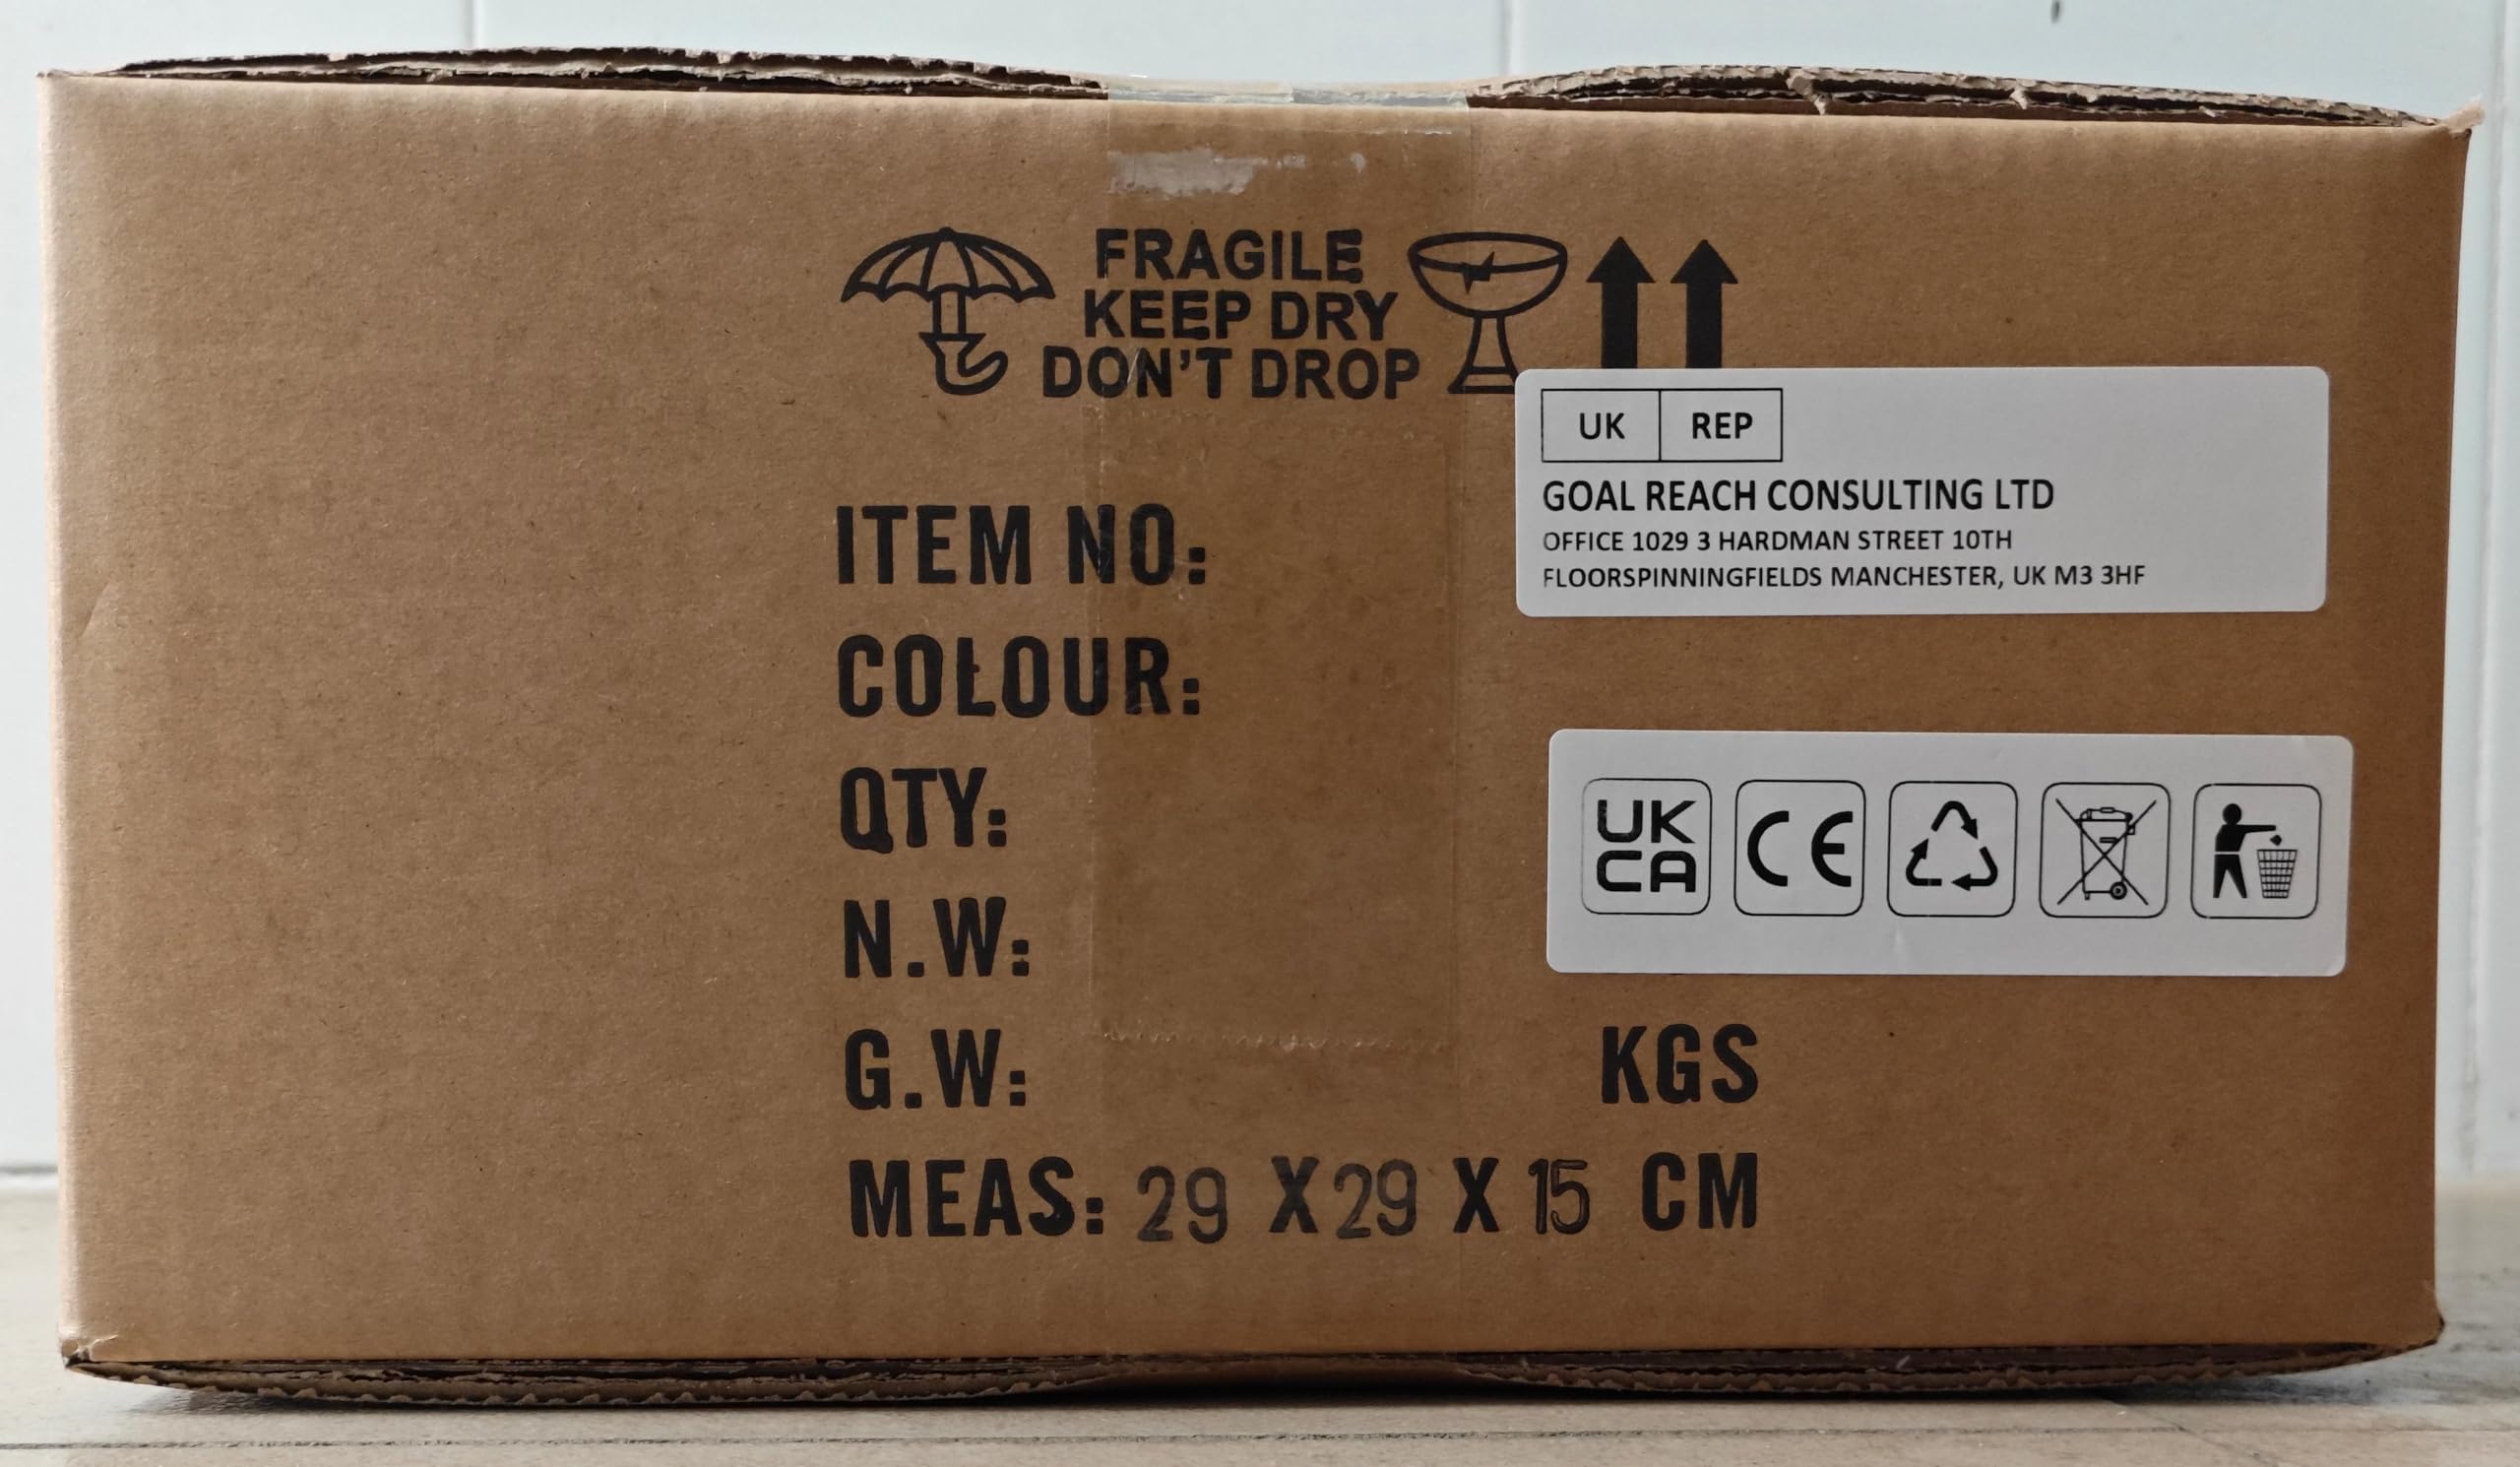 FRAGILE
KEEP DRY
DON'T DROP
UK REP
GOAL REACH CONSULTING LTD
OFFICE 1029 3 HARDMAN STREET 10TH
FLOORSPINNINGFIELDS MANCHESTER, UK M3 3HF
ITEM NO:
COLOUR:
QTY:
UK
CA
CE
N.W:
G.W: KGS
MEAS: 29 X 29 X 15 CM